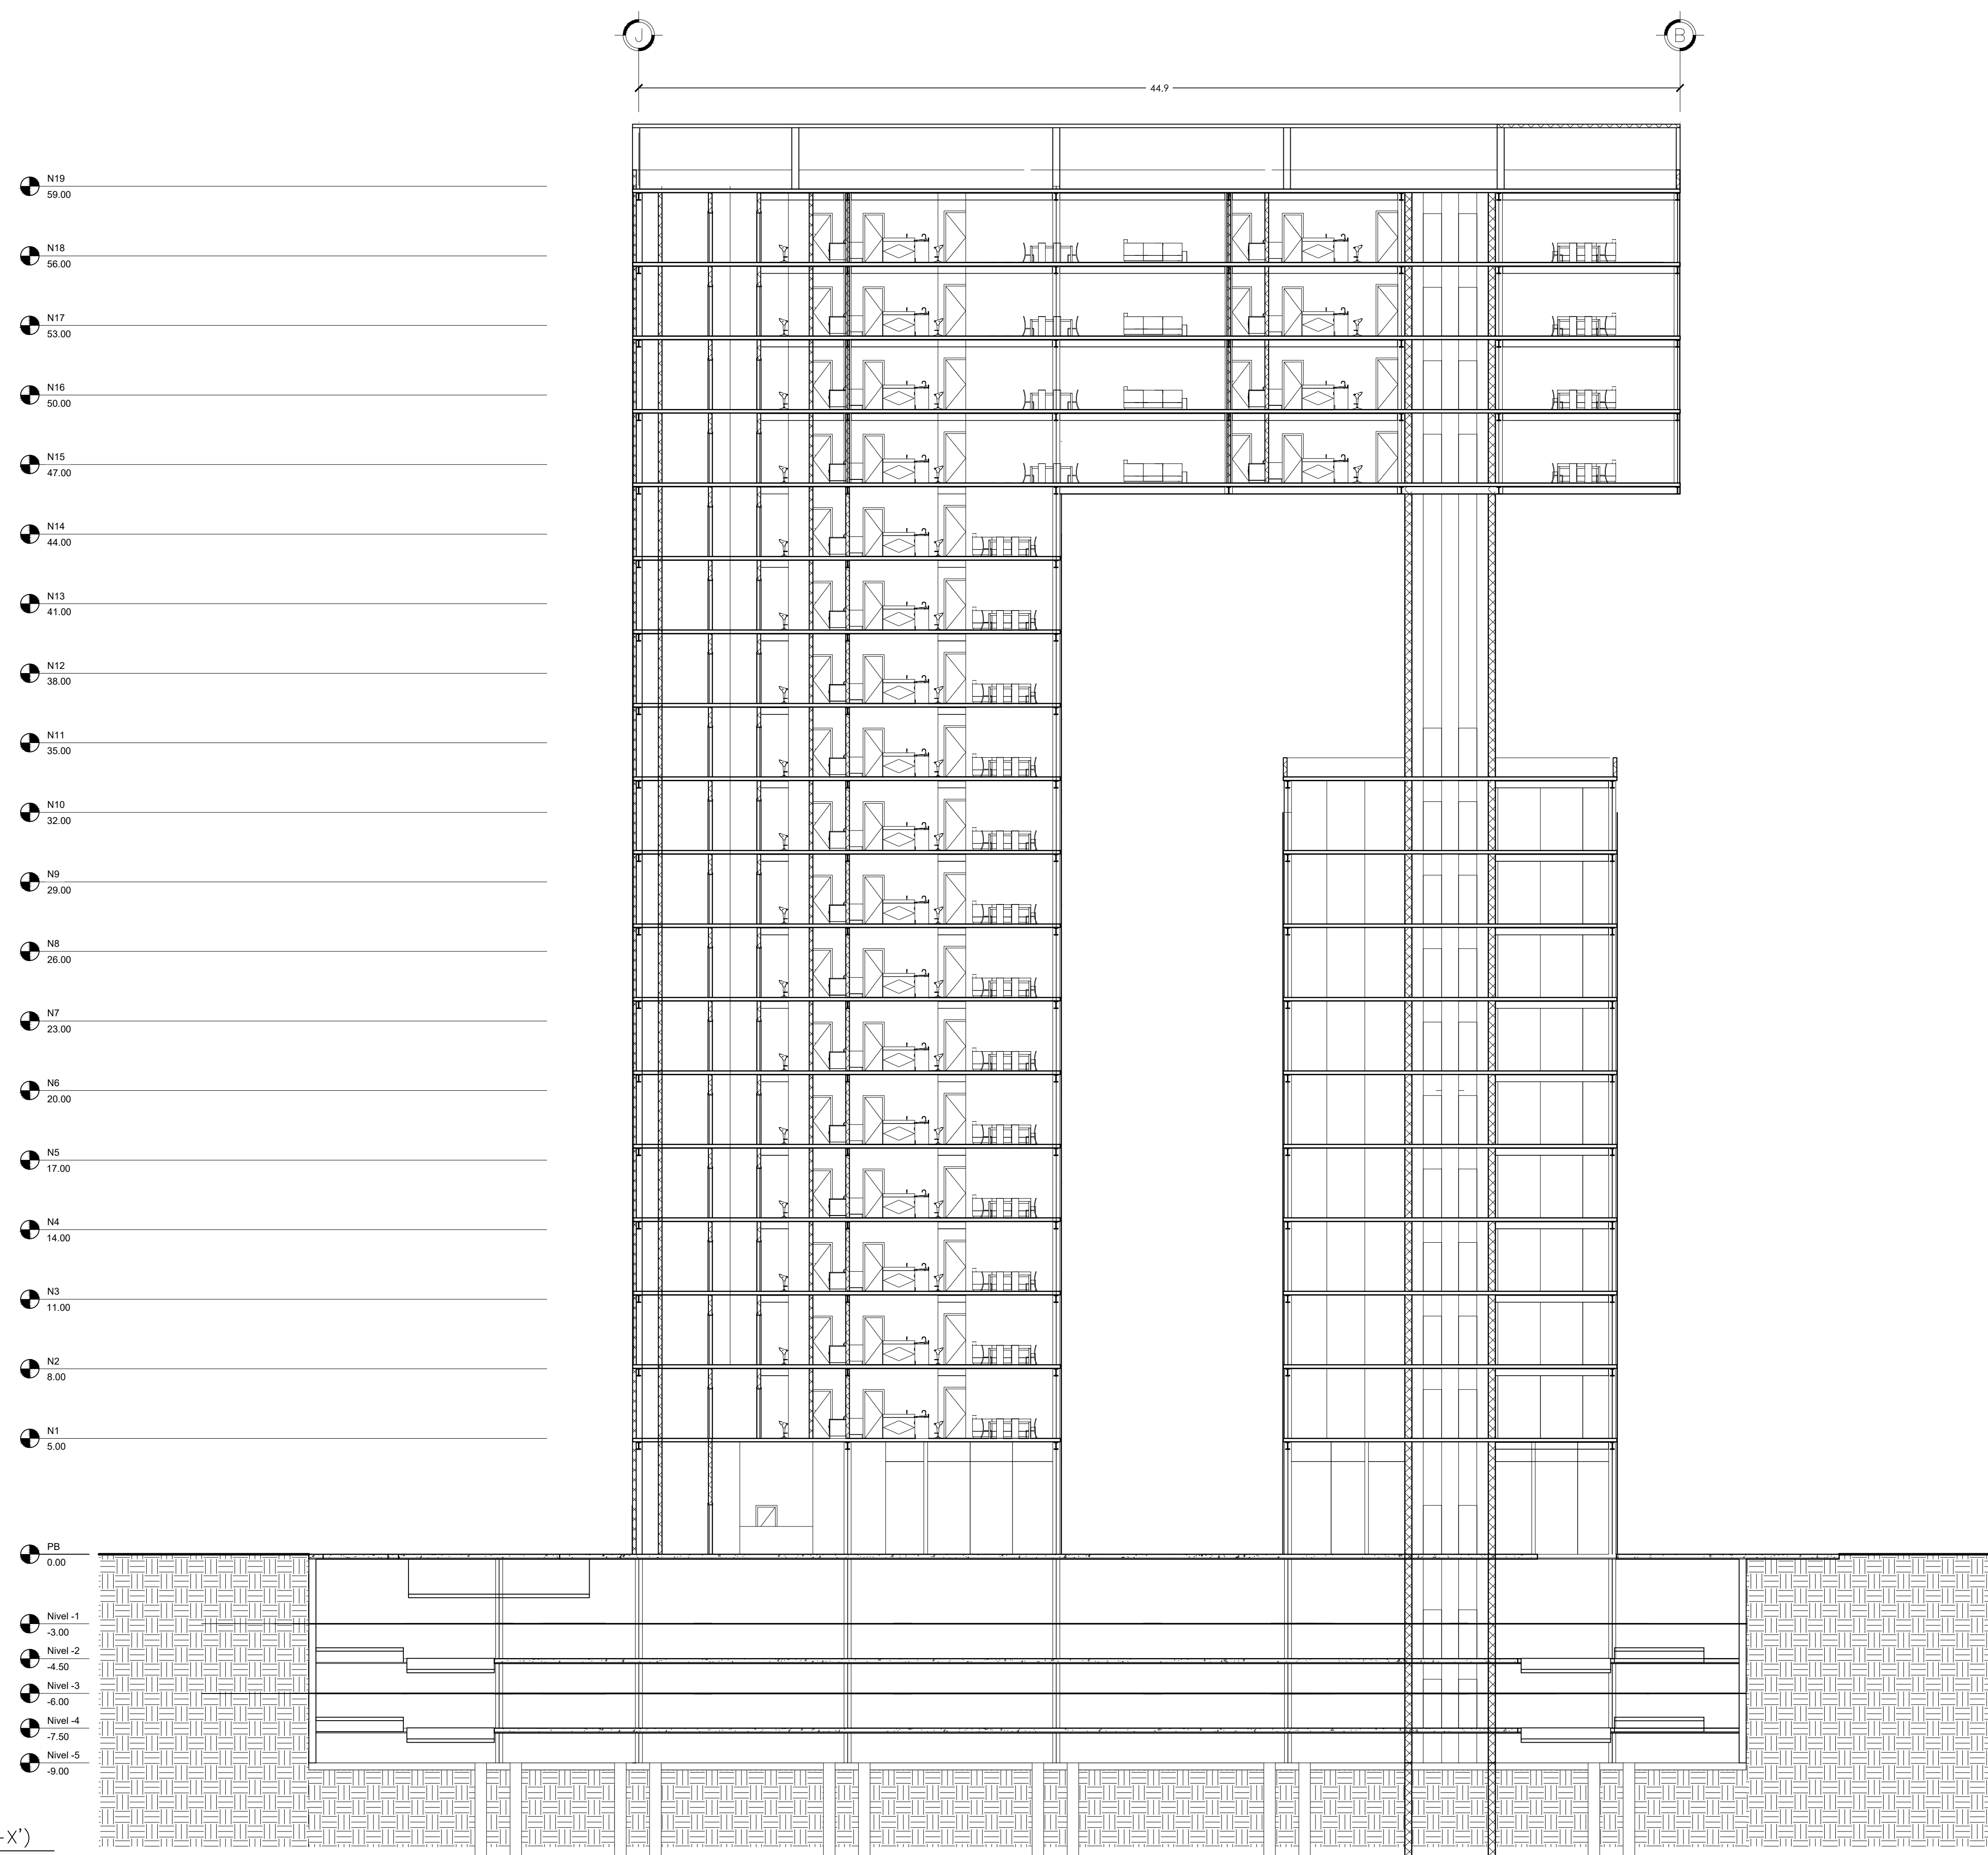 J
B
44.9
N19
59.00
N18
56.00
N17
53.00
N16
50.00
N15
47.00
N14
44.00
N13
41.00
N12
38.00
N11
35.00
N10
32.00
N9
29.00
N8
26.00
N7
23.00
N6
20.00
N5
17.00
N4
14.00
N3
11.00
N2
8.00
N1
5.00
PB
0.00
Nivel -1
-3.00
Nivel -2
-4.50
Nivel -3
-6.00
Nivel -4
-7.50
Nivel -5
-9.00
-X')